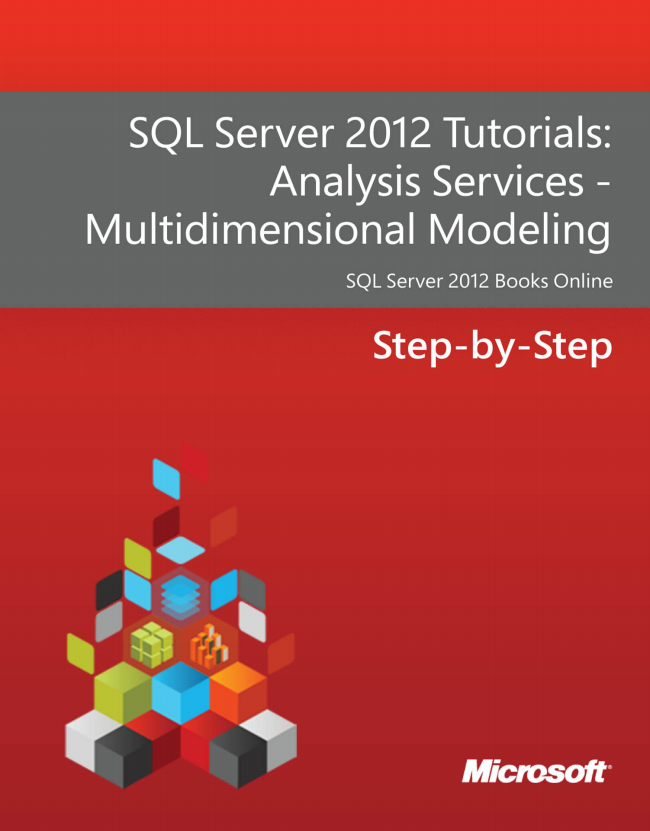 SQL Server 2012 Tutorials:
Analysis Services -
Multidimensional Modeling
SQL Server 2012 Books Online
Step-by-Step
Microsoft®